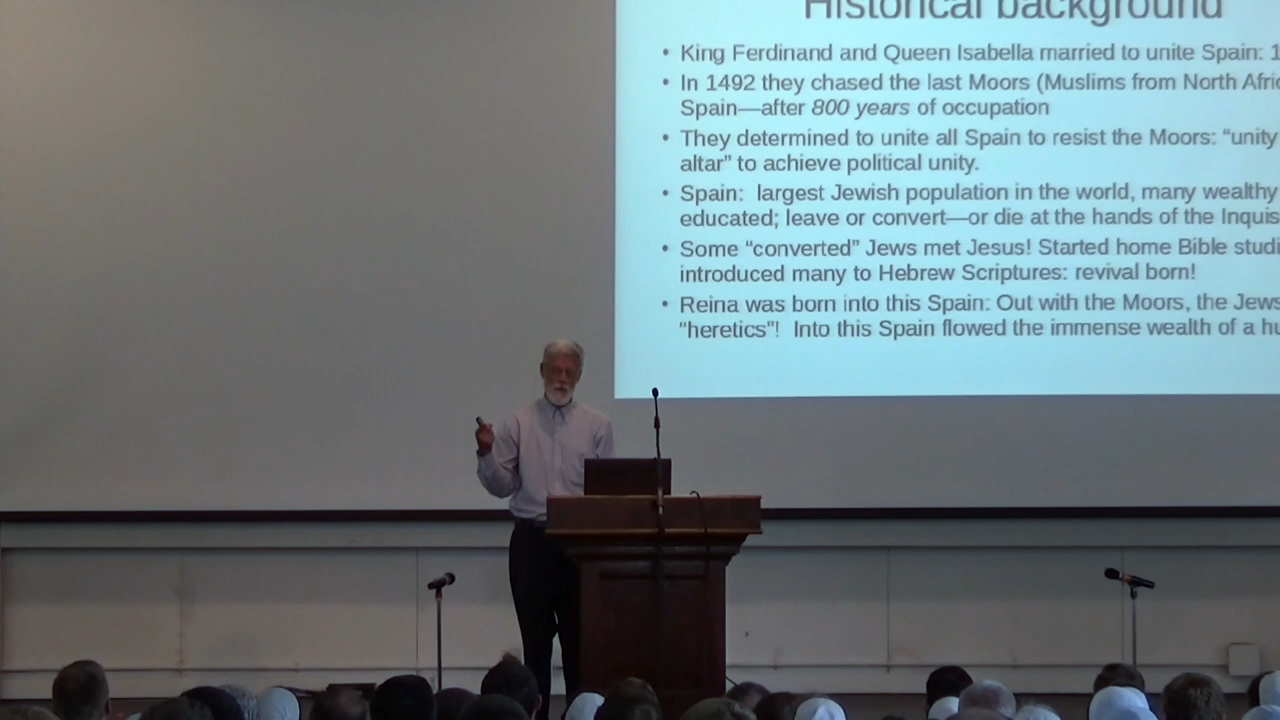 Historical background
• King Ferdinand and Queen Isabella married to unite Spain:
• In 1492 they chased the last Moors (Muslims from North
Spain—after 800 years of occupation
• They determined to unite all Spain to resist the Moors: “unity
altar” to achieve political unity.
• Spain:  largest Jewish population in the world, many wealthy
educated; leave or convert—or die at the hands of the
• Some “converted” Jews met Jesus! Started home Bible
introduced many to Hebrew Scriptures: revival born!
• Reina was born into this Spain: Out with the Moors, the Jews
“heretics”!  Into this Spain flowed the immense wealth of a